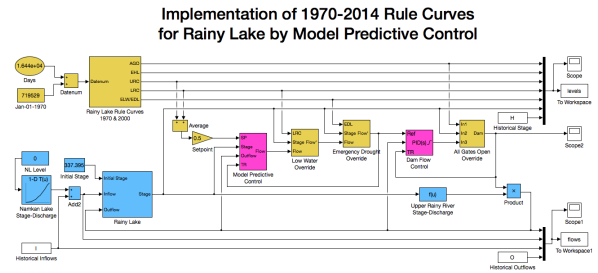 Implementation of 1970-2014 Rule Curves
for Rainy Lake by Model Predictive Control
1.644e+04
Days
719529
Jan-01-1970
Datenum
Datenum
AGO
EHL
URC
LRC
ELW/EDL
Rainy Lake Rule Curves
1970 & 2000
Scope
levels
To Workspace
H
Historical Stage
Average
0.5
Setpoint
SP
Stage
Outflow
TR
Flow
Model Predictive
Control
LRC
Stage Flow'
Flow
Low Water
Override
EDL
Stage Flow'
Flow
Emergency Drought
Override
Ref
PID(s)
TR
Dam Flow
Control
In1
In2 Dam
In3
All Gates Open
Override
Scope2
0
NL Level
1-D T(u)
Namkan Lake
Stage-Discharge
337.395
Initial Stage
Add2
Initial Stage
Inflow
Outflow
Stage
Rainy Lake
f(u)
Upper Rainy River
Stage-Discharge
×
Product
Scope1
flows
To Workspace1
I
Historical Inflows
O
Historical Outflows